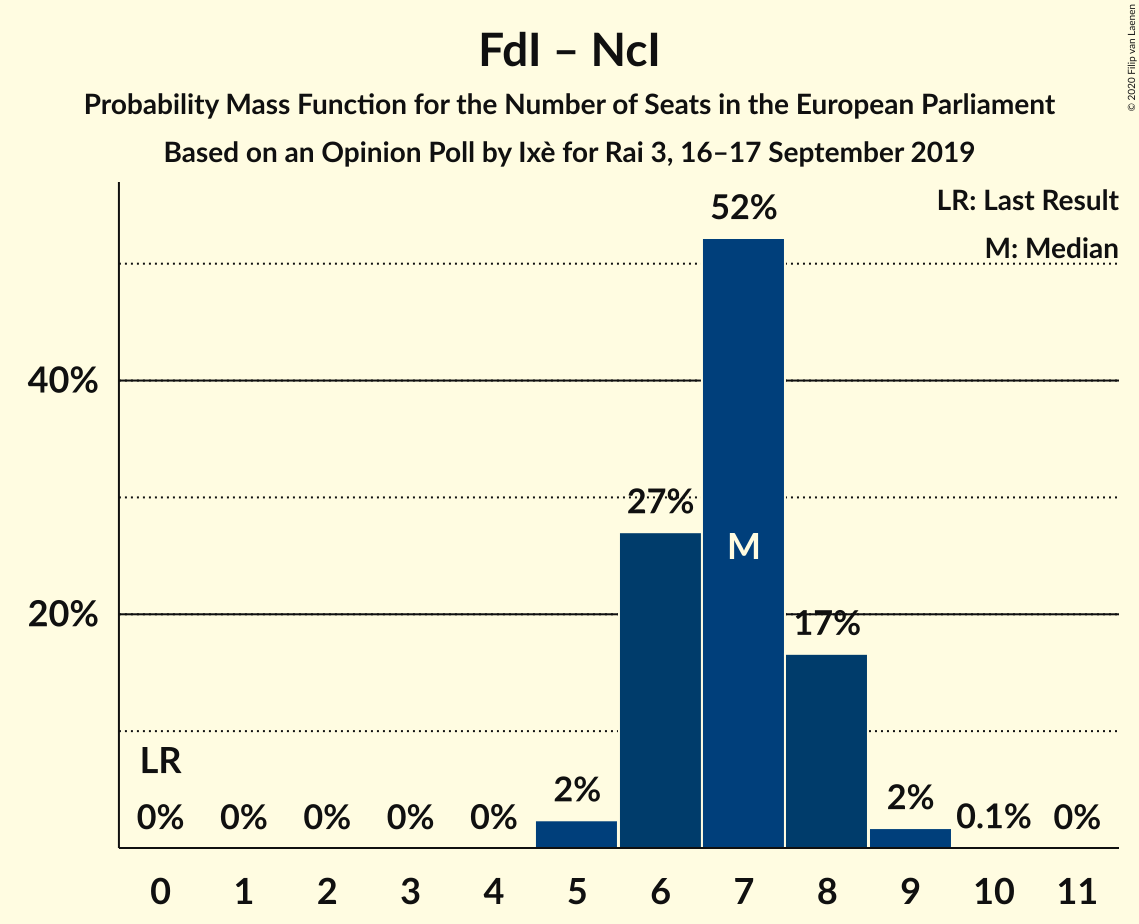 FdI – NcI
Probability Mass Function for the Number of Seats in the European Parliament
Based on an Opinion Poll by Ixè for Rai 3, 16–17 September 2019
© 2020 Filip van Laenen
LR: Last Result
M: Median
52%
40%
27%
M
20%
17%
LR
0% 0% 0% 0% 0% 2% 2% 0.1% 0%
0 1 2 3 4 5 6 7 8 9 10 11